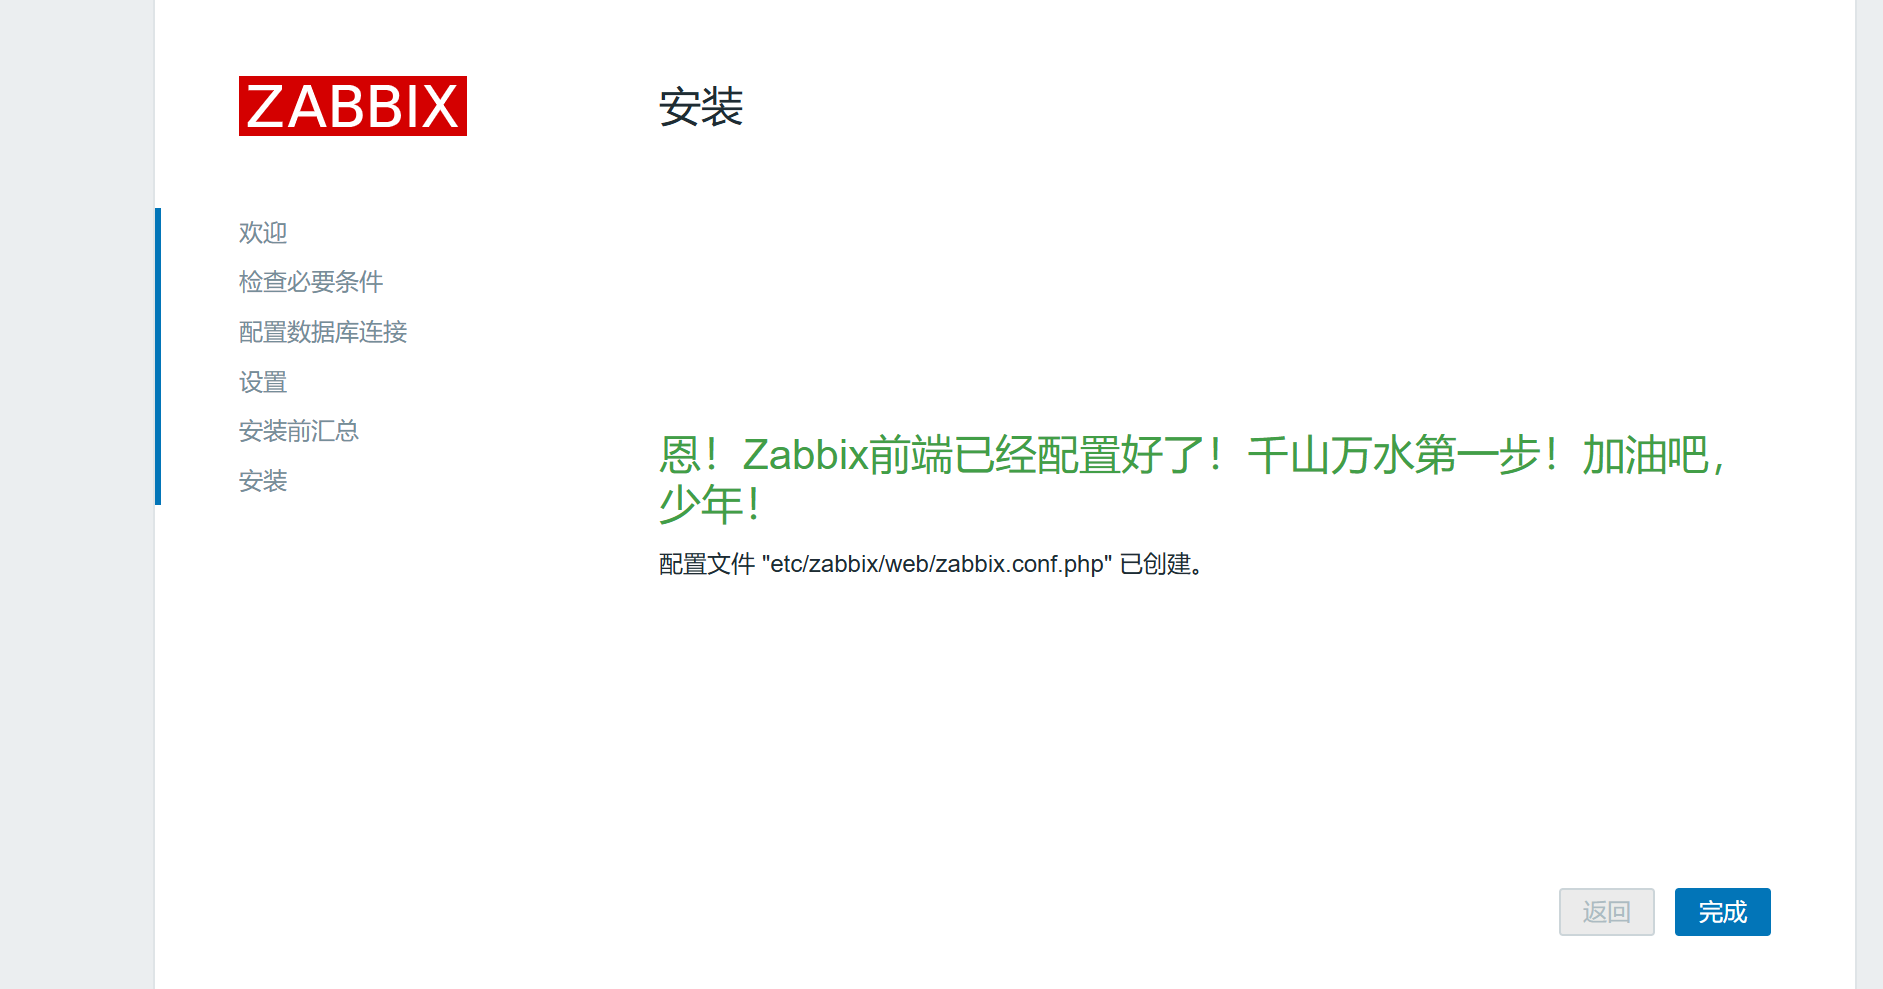 ZABBIX
安装
欢迎
检查必要条件
配置数据库连接
设置
安装前汇总
安装
恩！Zabbix前端已经配置好了！千山万水第一步！加油吧，
少年！
配置文件 "etc/zabbix/web/zabbix.conf.php" 已创建。
返回
完成